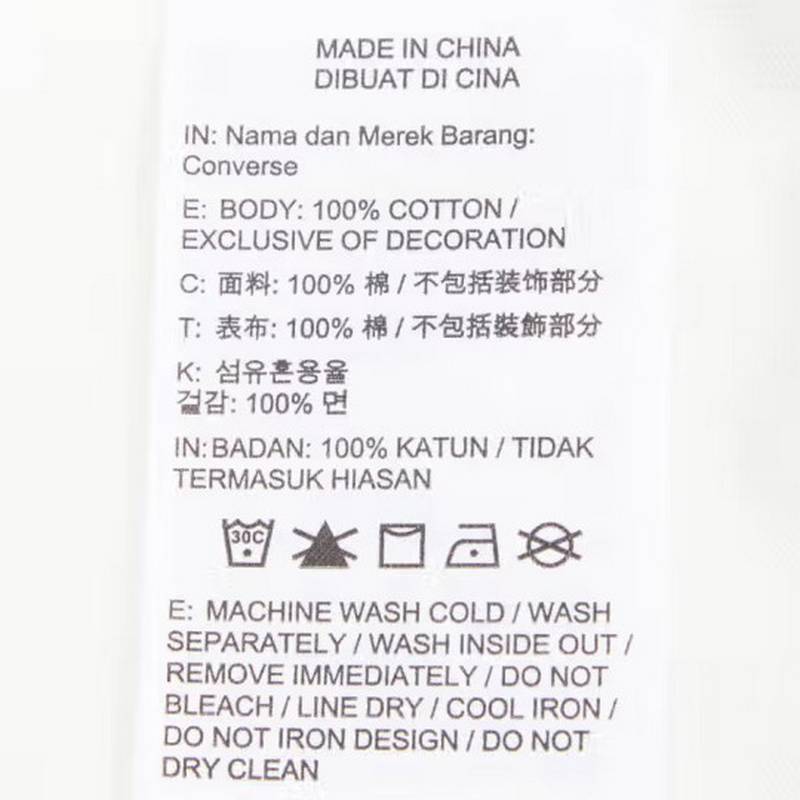 MADE IN CHINA
DIBUAT DI CINA
IN: Nama dan Merek Barang:
Converse
E: BODY: 100% COTTON /
EXCLUSIVE OF DECORATION
C: 面料: 100% 棉 / 不包括装饰部分
T: 表布: 100% 棉 / 不包括裝飾部分
K: 섬유혼용율
겉감: 100% 면
IN: BADAN: 100% KATUN / TIDAK
TERMASUK HIASAN
30C
E: MACHINE WASH COLD / WASH
SEPARATELY / WASH INSIDE OUT /
REMOVE IMMEDIATELY / DO NOT
BLEACH / LINE DRY / COOL IRON /
DO NOT IRON DESIGN / DO NOT
DRY CLEAN